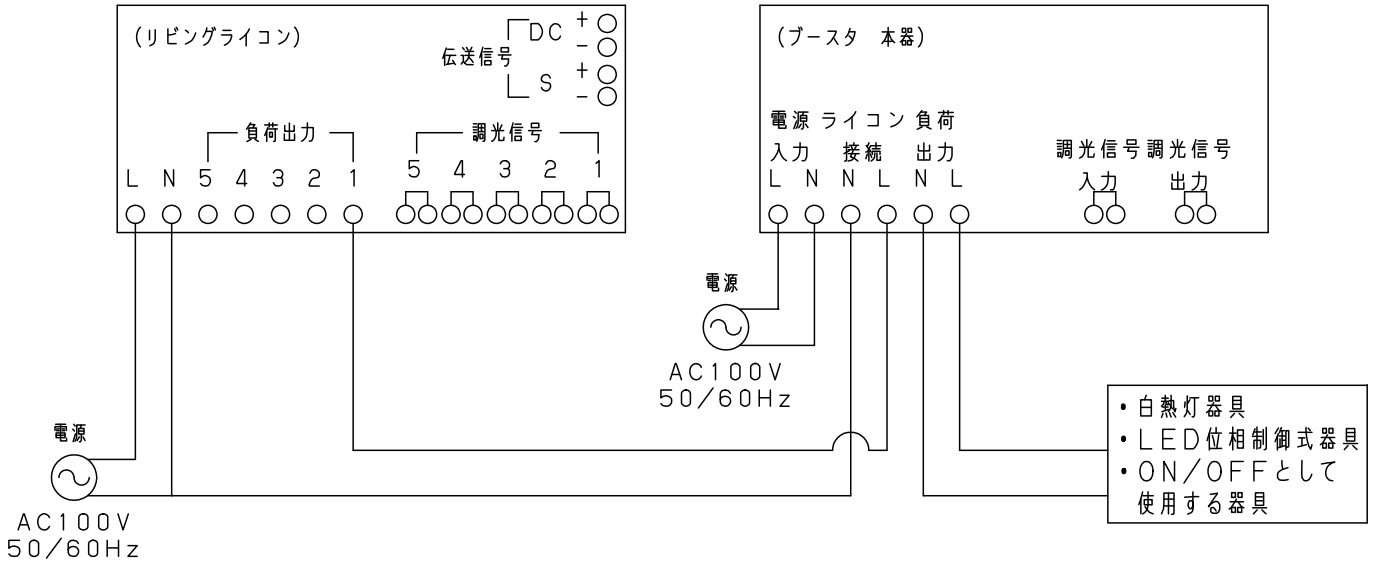 (リビングライコン)
DC + -
伝送信号
S + -
負荷出力
調光信号
L N 5 4 3 2 1
5 4 3 2 1
(ブースタ 本器)
電源 ライコン 負荷
入力 接続 出力
L N N L N L
調光信号 調光信号
入力 出力
電源
AC100V
50/60Hz
電源
AC100V
50/60Hz
・白熱灯器具
・LED位相制御式器具
・ON/OFFとして
使用する器具